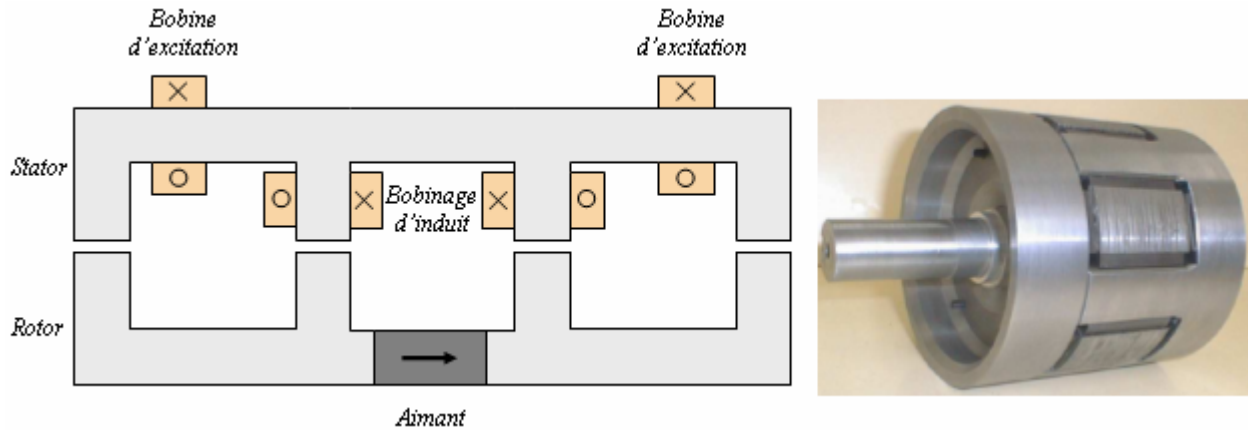 Bobine
d'excitation
Bobine
d'excitation
Stator
Bobinage
d'induit
Rotor
Aimant